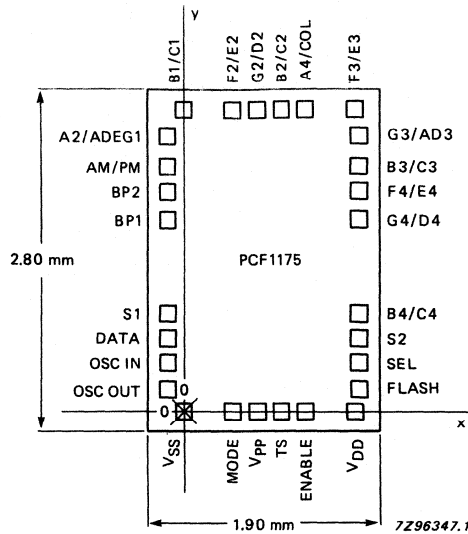 y
B1/C1
F2/E2
G2/D2
B2/C2
A4/COL
F3/E3
A2/ADEG1
G3/AD3
AM/PM
B3/C3
BP2
F4/E4
BP1
G4/D4
2.80 mm
PCF1175
S1
B4/C4
DATA
S2
OSC IN
SEL
OSC OUT
0
FLASH
0
x
VSS
MODE
VPP
TS
ENABLE
VDD
1.90 mm
7Z96347.1